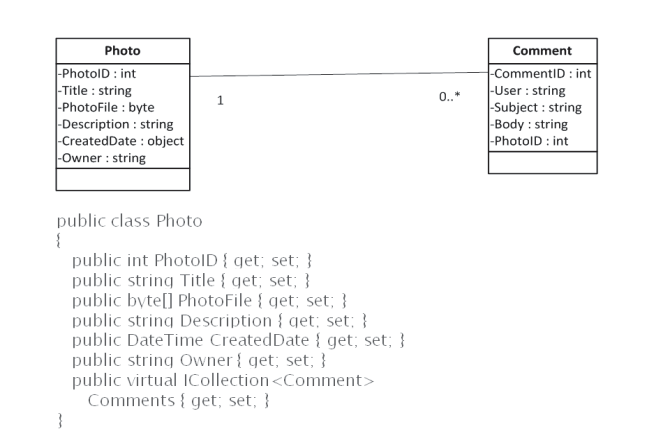 Photo
-PhotoID : int
-Title : string
-PhotoFile : byte
-Description : string
-CreatedDate : object
-Owner : string
1
0..*
Comment
-CommentID : int
-User : string
-Subject : string
-Body : string
-PhotoID : int
public class Photo
{
public int PhotoID { get; set; }
public string Title { get; set; }
public byte[] PhotoFile { get; set; }
public string Description { get; set; }
public DateTime CreatedDate { get; set; }
public string Owner { get; set; }
public virtual ICollection<Comment>
Comments { get; set; }
}